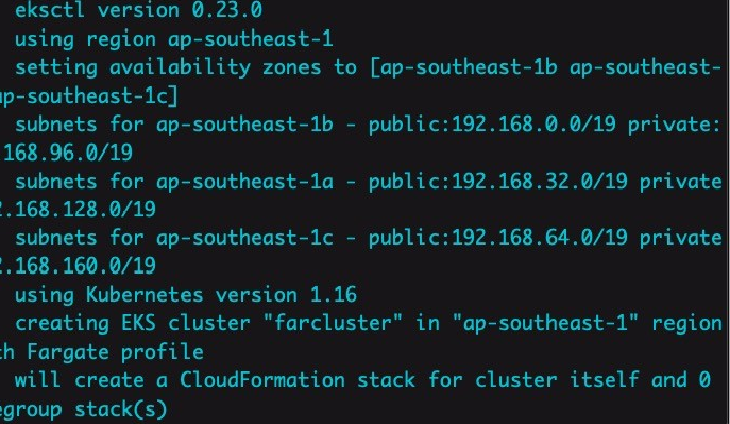 eksctl version 0.23.0
using region ap-southeast-1
setting availability zones to [ap-southeast-1b ap-southeast-
ap-southeast-1c]
subnets for ap-southeast-1b - public:192.168.0.0/19 private:
.168.96.0/19
subnets for ap-southeast-1a - public:192.168.32.0/19 private
2.168.128.0/19
subnets for ap-southeast-1c - public:192.168.64.0/19 private
2.168.160.0/19
using Kubernetes version 1.16
creating EKS cluster "farcluster" in "ap-southeast-1" region
th Fargate profile
will create a CloudFormation stack for cluster itself and 0
egroup stack(s)